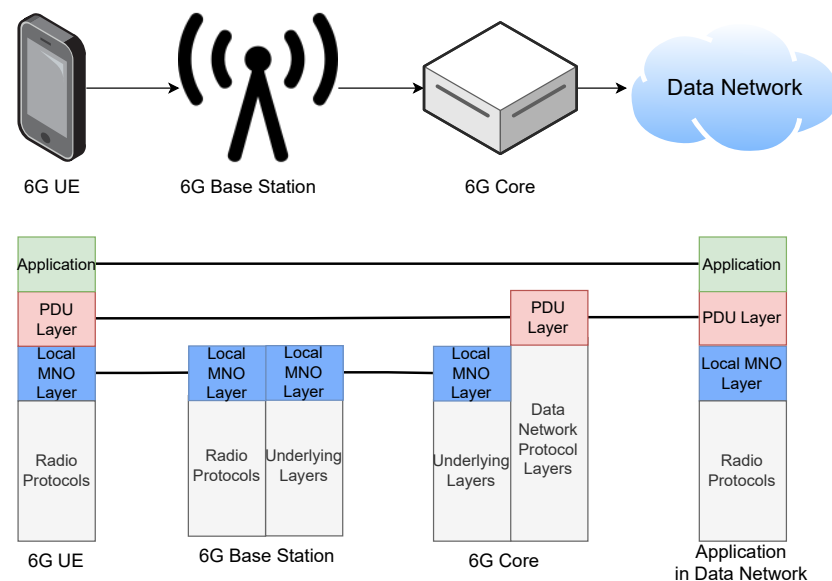 Data Network
6G UE
6G Base Station
6G Core
Application
Application
PDU
Layer
PDU
Layer
PDU Layer
Local
MNO
Layer
Local
MNO
Layer
Local
MNO
Layer
Local
MNO
Layer
Local MNO
Layer
Radio
Protocols
Radio
Protocols
Underlying
Layers
Underlying
Layers
Data
Network
Protocol
Layers
Radio
Protocols
6G UE
6G Base Station
6G Core
Application
in Data Network